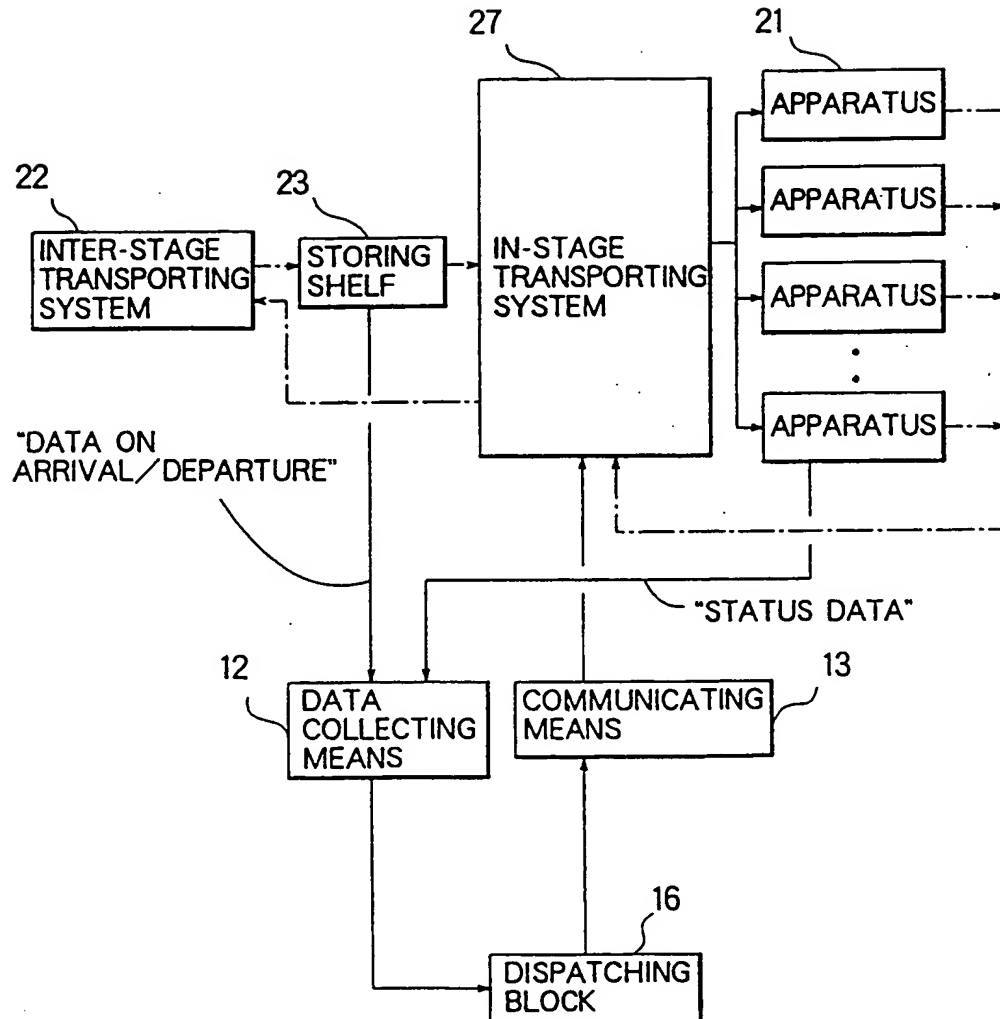 27
21
APPARATUS
22
23
APPARATUS
INTER-STAGE
TRANSPORTING
SYSTEM
STORING
SHELF
IN-STAGE
TRANSPORTING
SYSTEM
APPARATUS
APPARATUS
"DATA ON
ARRIVAL/DEPARTURE"
"STATUS DATA"
12
13
DATA
COLLECTING
MEANS
COMMUNICATING
MEANS
16
DISPATCHING
BLOCK